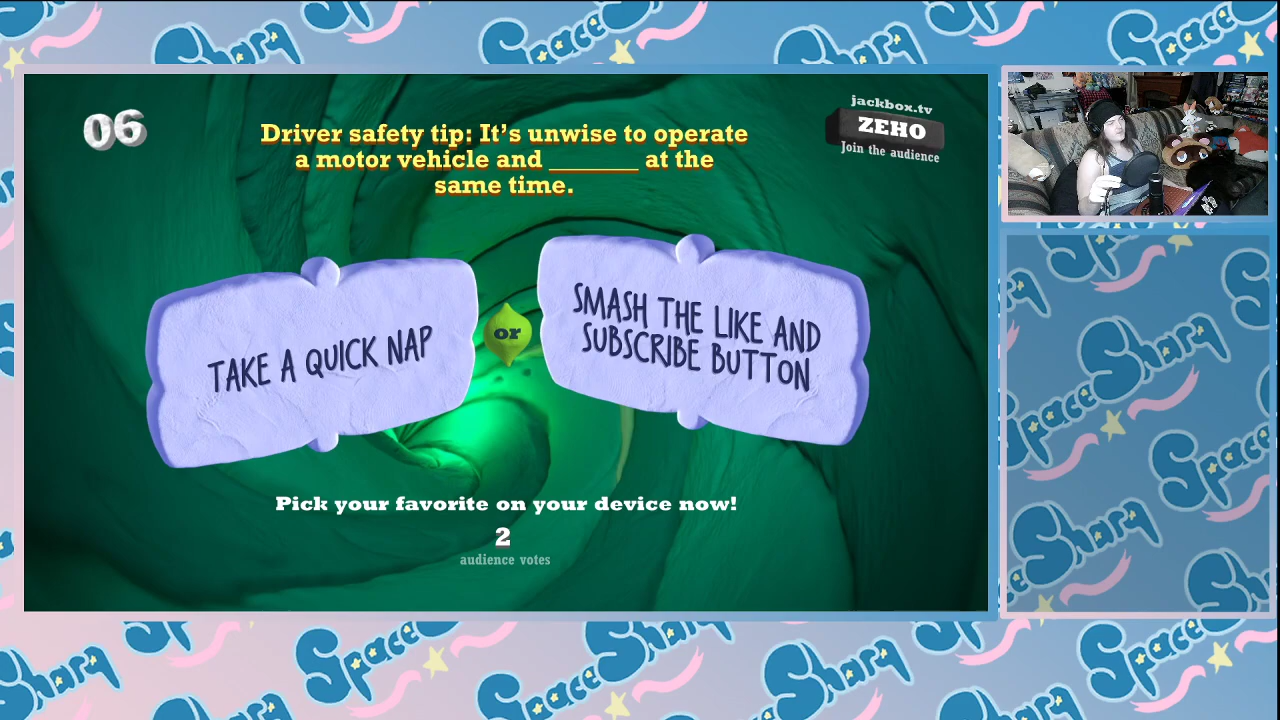 06
Driver safety tip: It's unwise to operate
a motor vehicle and _______ at the
same time.
jackbox.tv
ZEHO
Join the audience
TAKE A QUICK NAP
or
SMASH THE LIKE AND
SUBSCRIBE BUTTON
Pick your favorite on your device now!
2
audience votes
Space Sharq